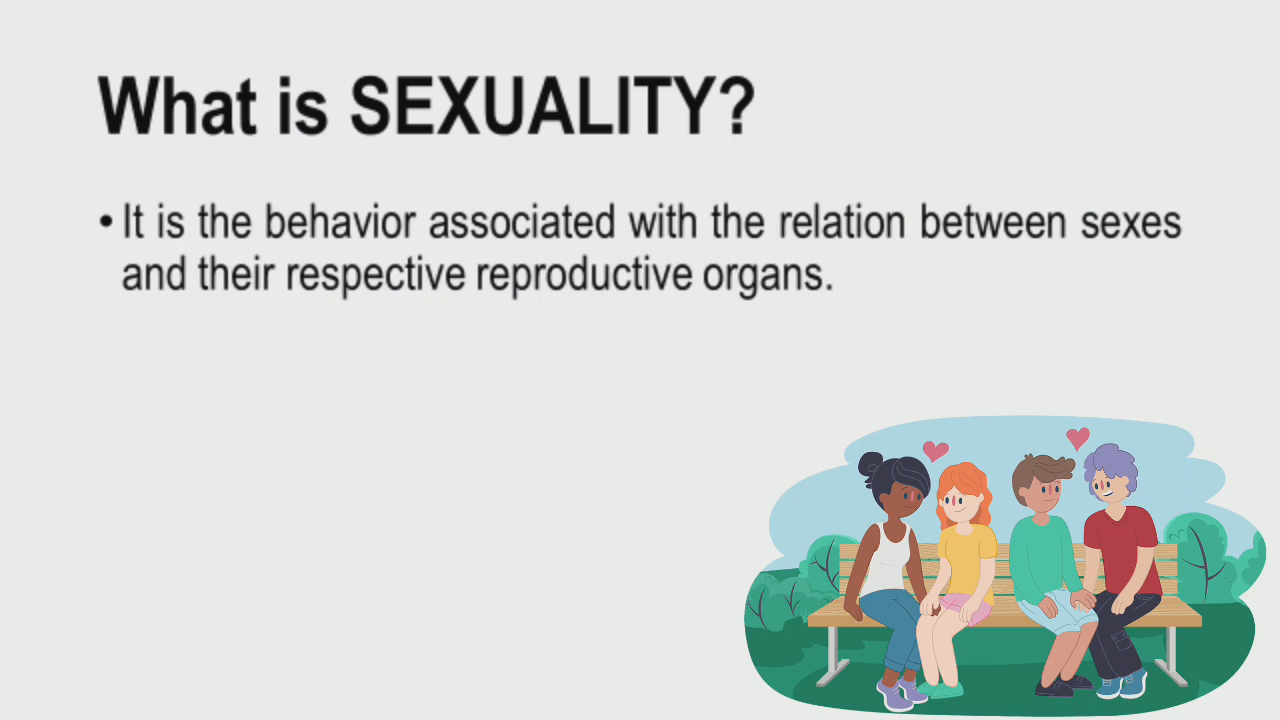 What is SEXUALITY?
• It is the behavior associated with the relation between sexes
and their respective reproductive organs.